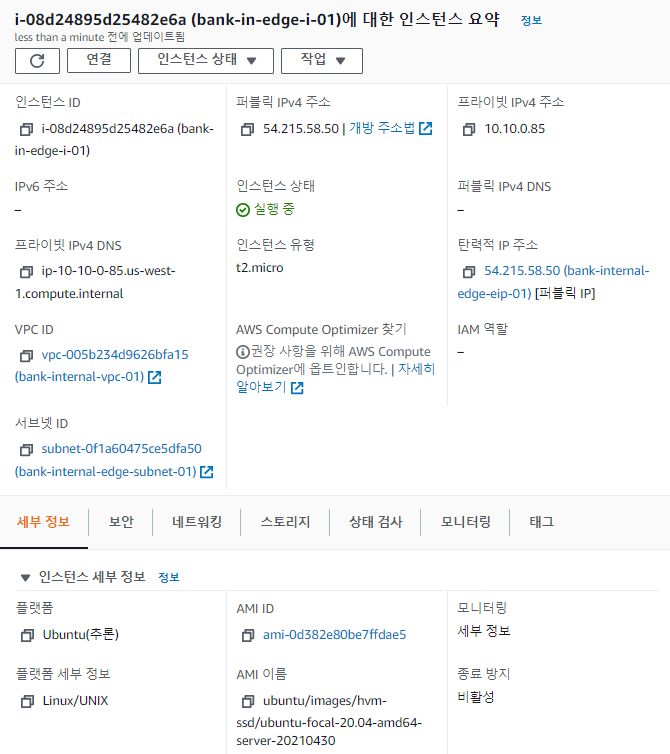 i-08d24895d25482e6a (bank-in-edge-i-01)에 대한 인스턴스 요약 정보
less than a minute 전에 업데이트됨
연결 인스턴스 상태 작업
인스턴스 ID
i-08d24895d25482e6a (bank-
in-edge-i-01)
퍼블릭 IPv4 주소
54.215.58.50 | 개방 주소법
프라이빗 IPv4 주소
10.10.0.85
IPv6 주소
–
인스턴스 상태
실행 중
퍼블릭 IPv4 DNS
–
프라이빗 IPv4 DNS
ip-10-10-0-85.us-west-
1.compute.internal
인스턴스 유형
t2.micro
탄력적 IP 주소
54.215.58.50 (bank-internal-
edge-eip-01) [퍼블릭 IP]
VPC ID
vpc-005b234d9626bfa15
(bank-internal-vpc-01)
AWS Compute Optimizer 찾기
권장 사항을 위해 AWS Compute
Optimizer에 옵트인합니다. | 자세히
알아보기
IAM 역할
–
서브넷 ID
subnet-0f1a60475ce5dfa50
(bank-internal-edge-subnet-01)
세부 정보 보안 네트워킹 스토리지 상태 검사 모니터링 태그
인스턴스 세부 정보 정보
플랫폼
Ubuntu(추론)
AMI ID
ami-0d382e80be7ffdae5
모니터링
세부 정보
플랫폼 세부 정보
Linux/UNIX
AMI 이름
ubuntu/images/hvm-
ssd/ubuntu-focal-20.04-amd64-
server-20210430
종료 방지
비활성